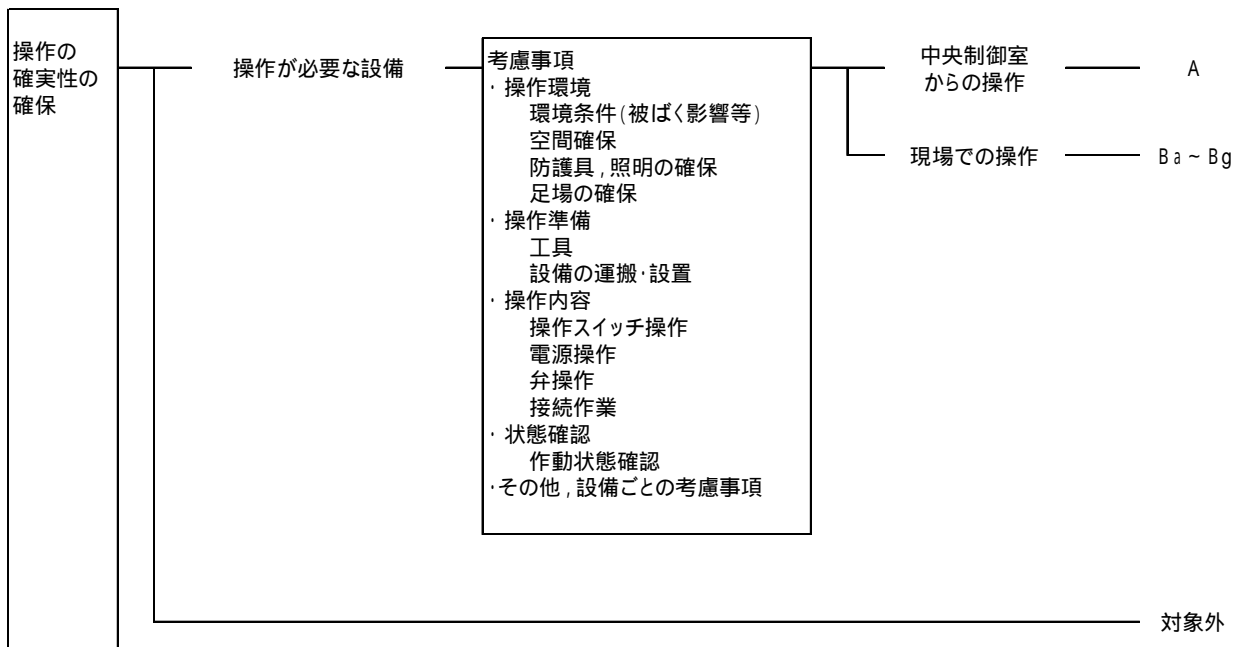 操作の
確実性の
確保
操作が必要な設備
考慮事項
・操作環境
環境条件(被ばく影響等)
空間確保
防護具,照明の確保
足場の確保
・操作準備
工具
設備の運搬・設置
・操作内容
操作スイッチ操作
電源操作
弁操作
接続作業
・状態確認
作動状態確認
・その他,設備ごとの考慮事項
中央制御室
からの操作
A
現場での操作
Ba~Bg
対象外